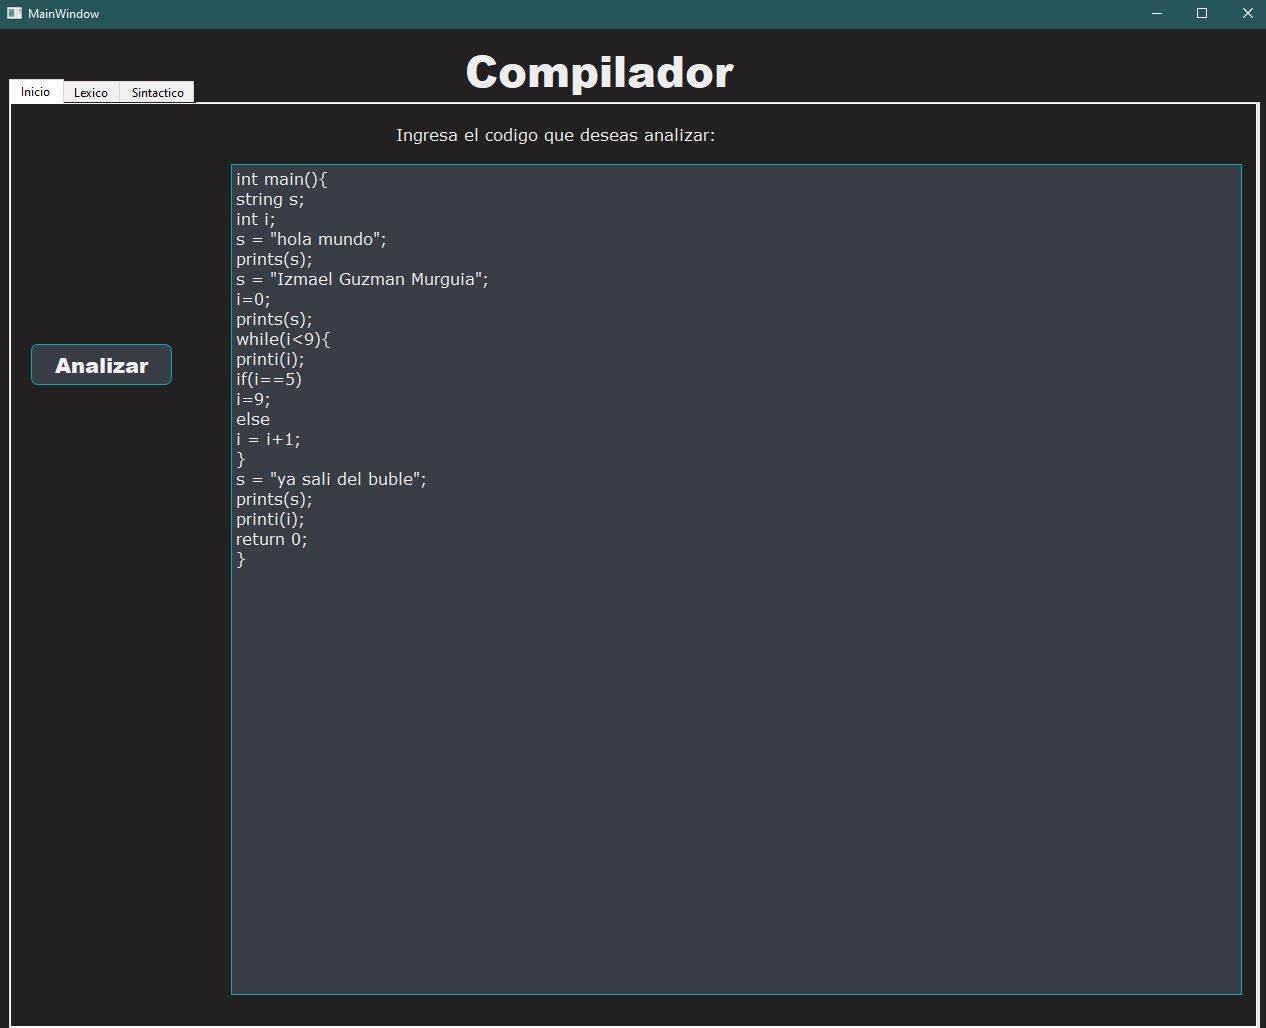 MainWindow
Compilador
Inicio Lexico Sintactico
Ingresa el codigo que deseas analizar:
int main(){
string s;
int i;
s = "hola mundo";
prints(s);
s = "Izmael Guzman Murguia";
i=0;
prints(s);
while(i<9){
printi(i);
if(i==5)
i=9;
else
i = i+1;
}
s = "ya sali del buble";
prints(s);
printi(i);
return 0;
}
Analizar